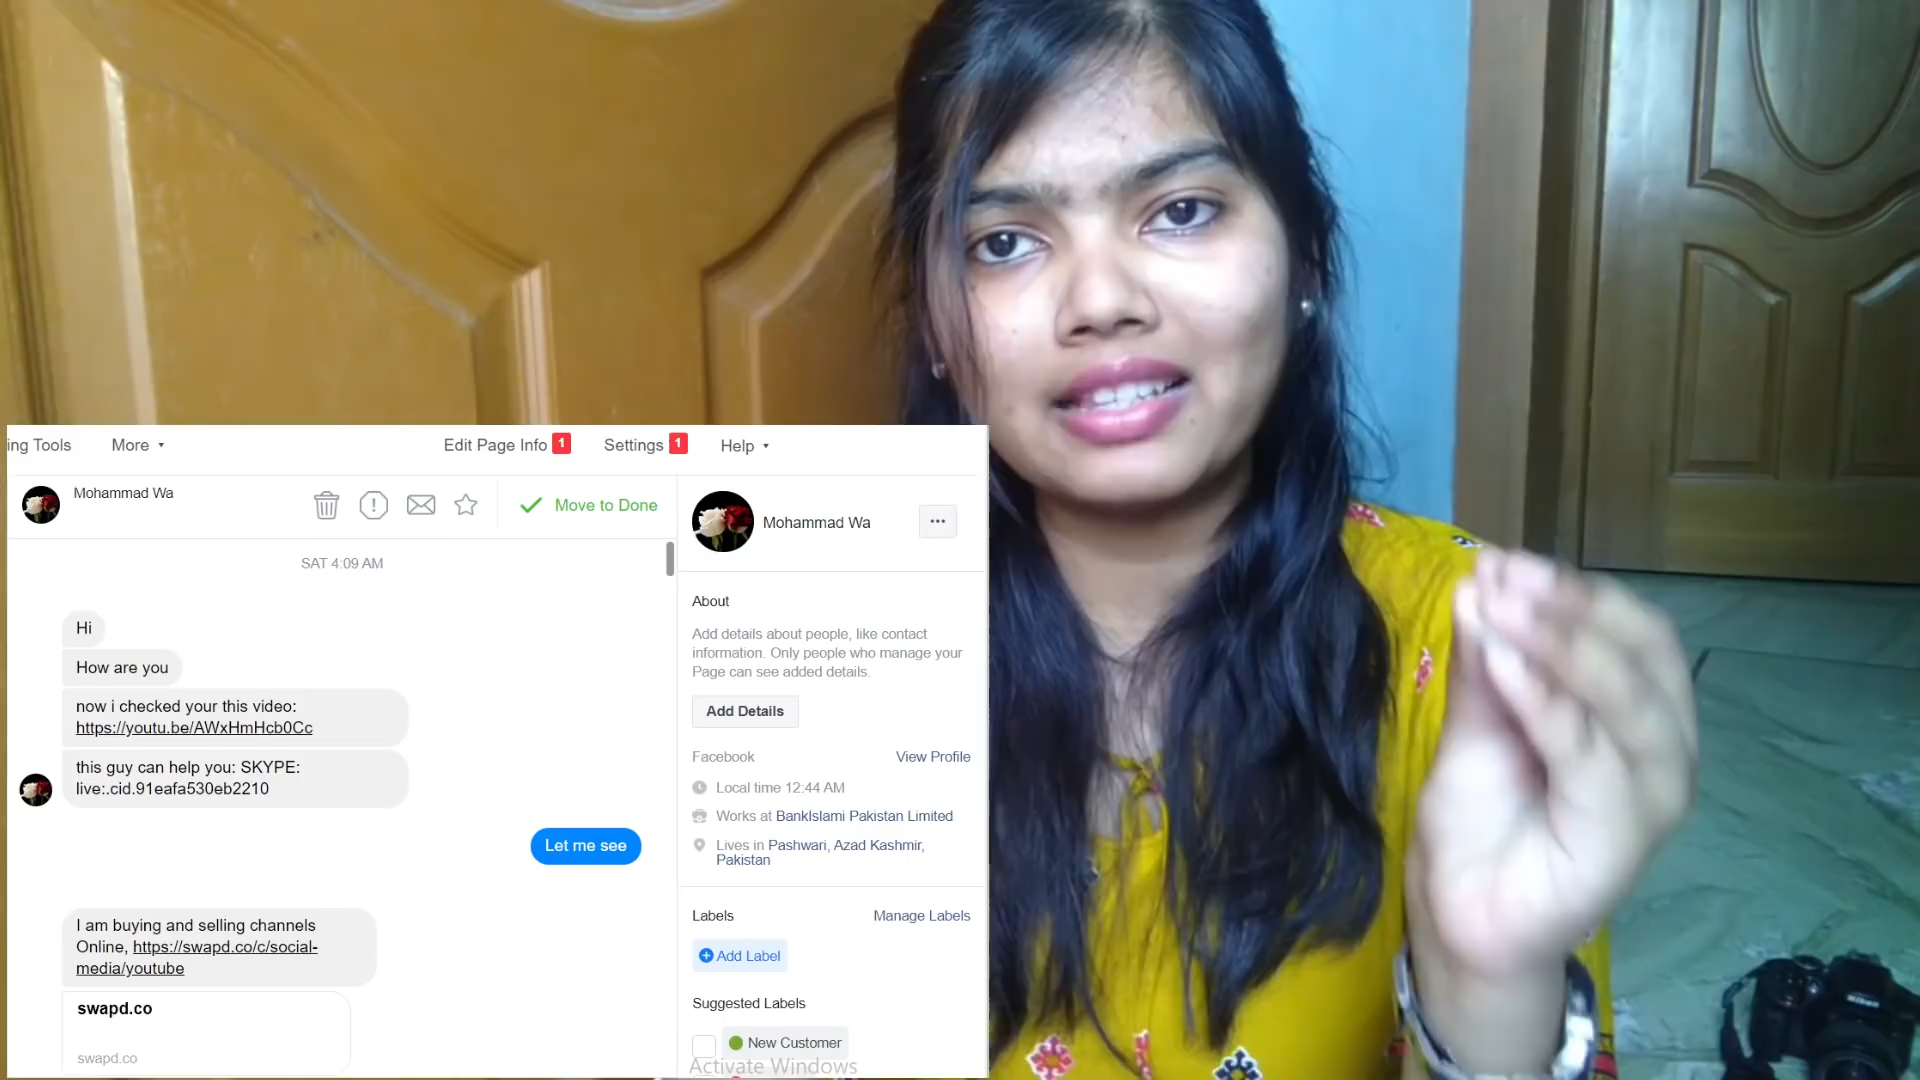 ing Tools
More
Edit Page Info 1
Settings 1
Help
Mohammad Wa
Move to Done
SAT 4:09 AM
Hi
How are you
now i checked your this video:
https://youtu.be/AWxHmHcb0Cc
this guy can help you: SKYPE:
live:.cid.91eafa530eb2210
Let me see
I am buying and selling channels
Online, https://swapd.co/c/social-
media/youtube
swapd.co
swapd.co
Mohammad Wa
About
Add details about people, like contact
information. Only people who manage your
Page can see added details.
Add Details
Facebook
View Profile
Local time 12:44 AM
Works at BankIslami Pakistan Limited
Lives in Pashwari, Azad Kashmir,
Pakistan
Labels
Manage Labels
Add Label
Suggested Labels
New Customer
Activate Windows
Nikon